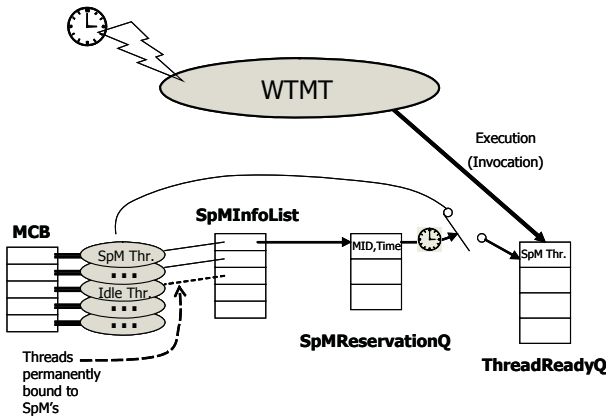 WTMT
Execution
(Invocation)
SpMInfoList
MCB
SpM Thr.
MID,Time
SpM Thr.
...
Idle Thr.
...
SpMReservationQ
ThreadReadyQ
Threads
permanently
bound to
SpM's